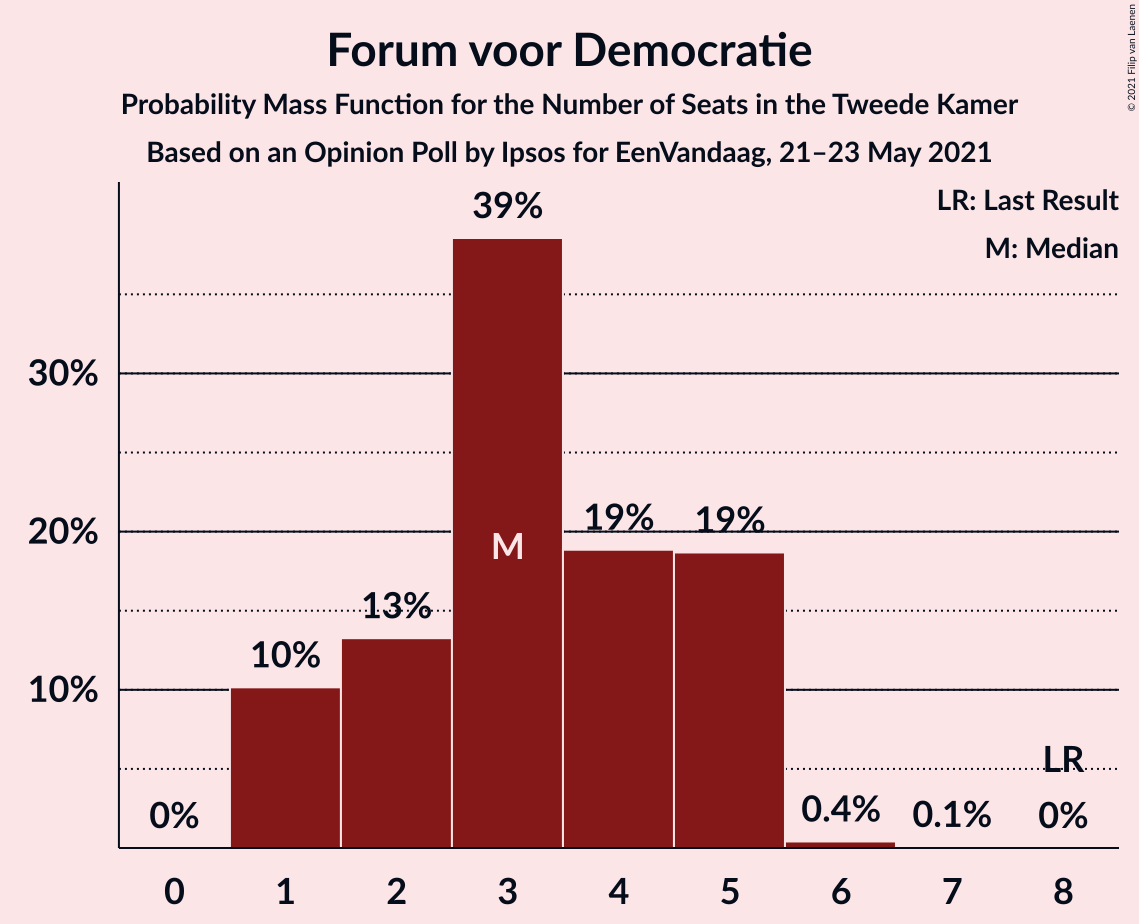 Forum voor Democratie
Probability Mass Function for the Number of Seats in the Tweede Kamer
Based on an Opinion Poll by Ipsos for EenVandaag, 21–23 May 2021
© 2021 Filip van Laenen
LR: Last Result
M: Median
39%
30%
20%
10%
M
19%
19%
13%
10%
LR
0%
0.4%
0.1%
0%
0 1 2 3 4 5 6 7 8